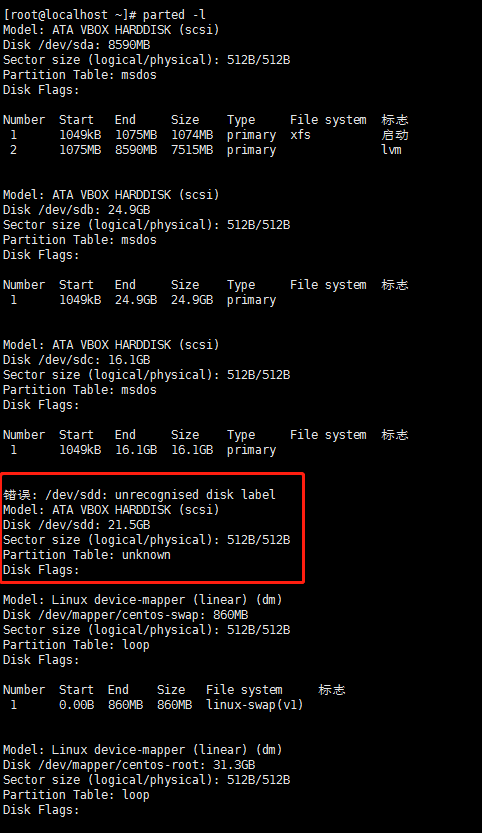 [root@localhost ~]# parted -l
Model: ATA VBOX HARDDISK (scsi)
Disk /dev/sda: 8590MB
Sector size (logical/physical): 512B/512B
Partition Table: msdos
Disk Flags:
Number  Start   End     Size    Type     File system  标志
 1      1049kB  1075MB  1074MB  primary  xfs          启动
 2      1075MB  8590MB  7515MB  primary               lvm
Model: ATA VBOX HARDDISK (scsi)
Disk /dev/sdb: 24.9GB
Sector size (logical/physical): 512B/512B
Partition Table: msdos
Disk Flags:
Number  Start   End     Size    Type     File system  标志
 1      1049kB  24.9GB  24.9GB  primary
Model: ATA VBOX HARDDISK (scsi)
Disk /dev/sdc: 16.1GB
Sector size (logical/physical): 512B/512B
Partition Table: msdos
Disk Flags:
Number  Start   End     Size    Type     File system  标志
 1      1049kB  16.1GB  16.1GB  primary
错误: /dev/sdd: unrecognised disk label
Model: ATA VBOX HARDDISK (scsi)
Disk /dev/sdd: 21.5GB
Sector size (logical/physical): 512B/512B
Partition Table: unknown
Disk Flags:
Model: Linux device-mapper (linear) (dm)
Disk /dev/mapper/centos-swap: 860MB
Sector size (logical/physical): 512B/512B
Partition Table: loop
Disk Flags:
Number  Start  End    Size   File system     标志
 1      0.00B  860MB  860MB  linux-swap(v1)
Model: Linux device-mapper (linear) (dm)
Disk /dev/mapper/centos-root: 31.3GB
Sector size (logical/physical): 512B/512B
Partition Table: loop
Disk Flags: